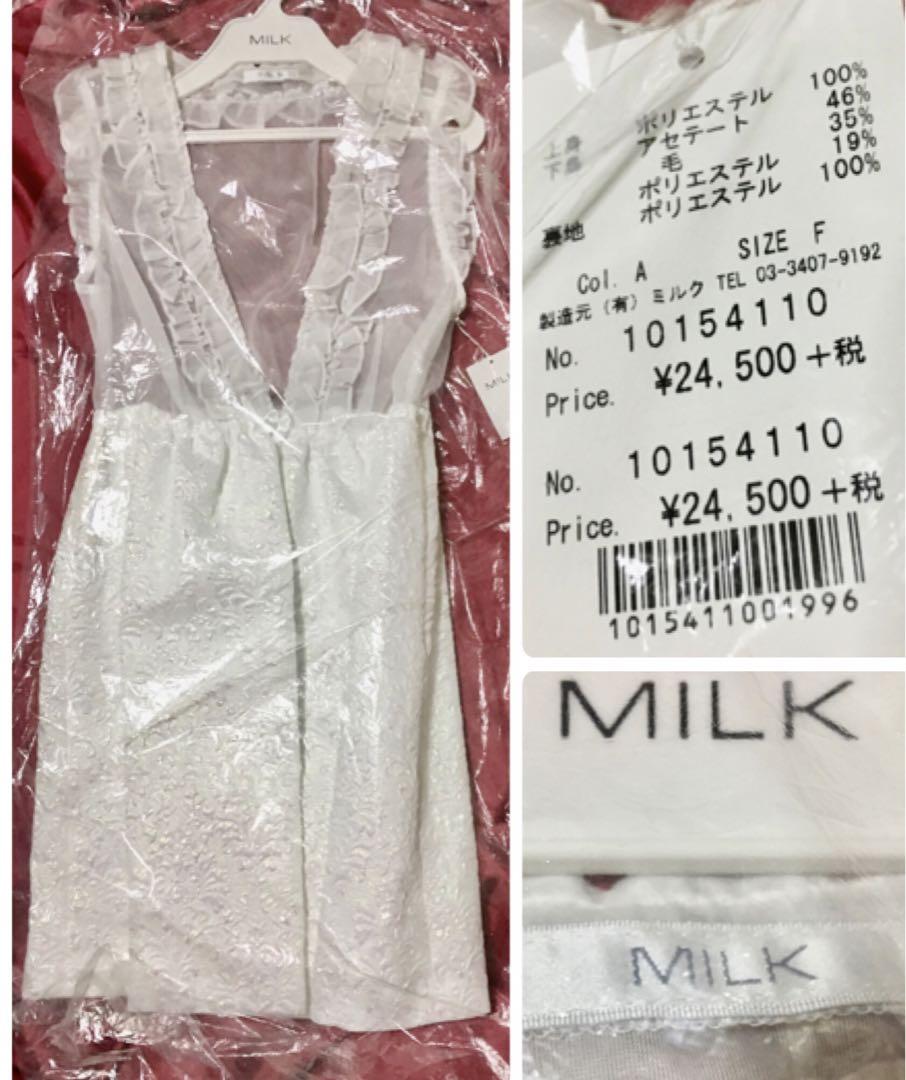 MILK
MILK
上身 ポリエステル 100%
下身 アセテート 46%
毛 35%
ポリエステル 19%
裏地 ポリエステル 100%
Col. A SIZE F
製造元(有)ミルク TEL 03-3407-9192
No. 10154110
Price. ¥24,500+税
No. 10154110
Price. ¥24,500+税
1015411001996
MILK
MILK